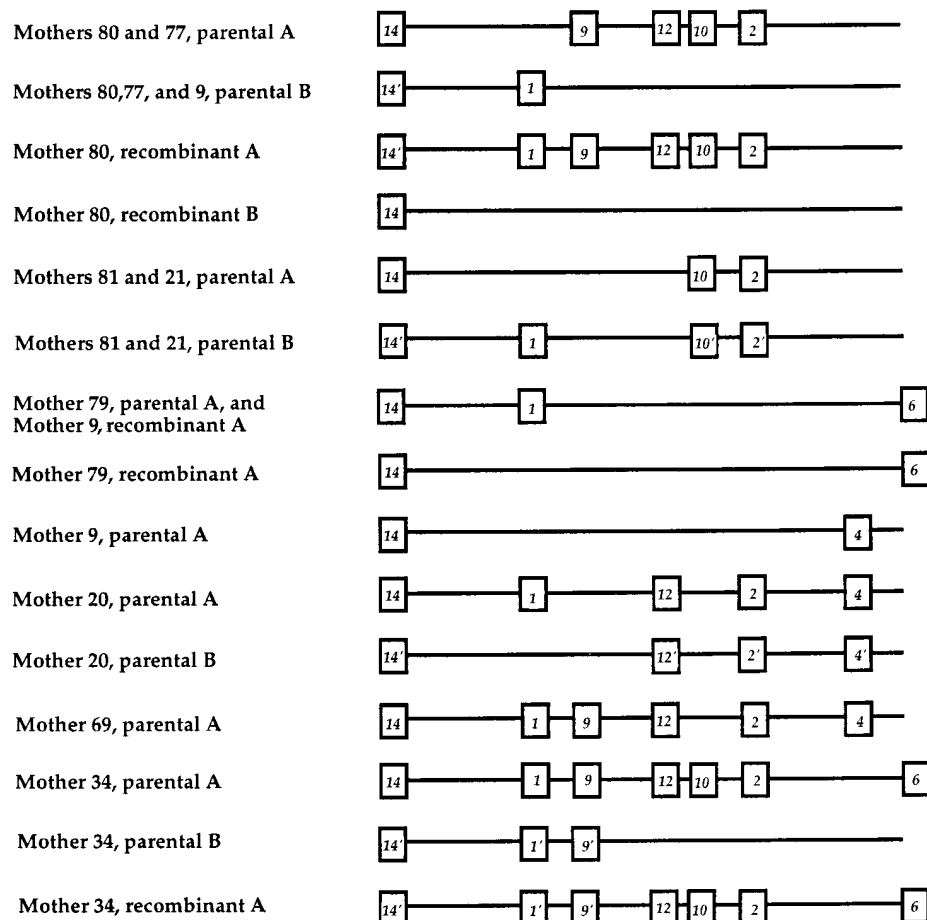 Mothers 80 and 77, parental A 14 9 12 10 2
Mothers 80,77, and 9, parental B 14' 1
Mother 80, recombinant A 14' 1 9 12 10 2
Mother 80, recombinant B 14
Mothers 81 and 21, parental A 14 10 2
Mothers 81 and 21, parental B 14' 1 10' 2'
Mother 79, parental A, and
Mother 9, recombinant A 14 1 6
Mother 79, recombinant A 14 6
Mother 9, parental A 14 4
Mother 20, parental A 14 1 12 2 4
Mother 20, parental B 14' 12' 2' 4'
Mother 69, parental A 14 1 9 12 2 4
Mother 34, parental A 14 1 9 12 10 2 6
Mother 34, parental B 14' 1' 9'
Mother 34, recombinant A 14' 1' 9' 12 10 2 6